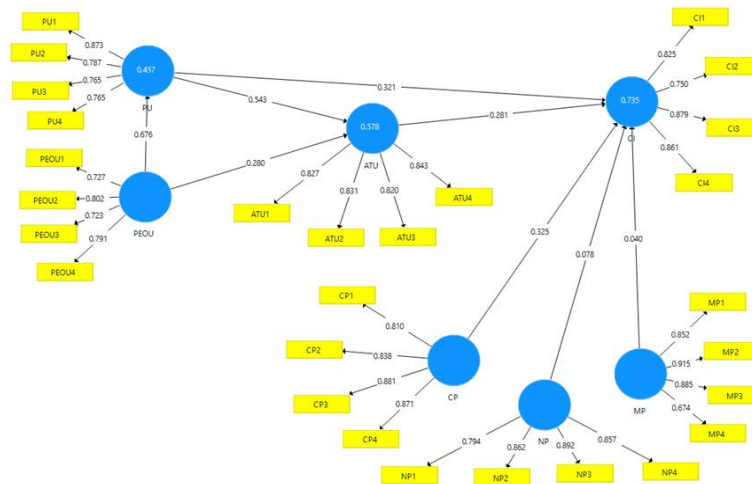 PU1
0.873
PU2
0.787
PU3
0.765
PU4
0.765
0.457
PU
0.676
PEOU1
0.727
PEOU2
0.802
PEOU3
0.723
PEOU4
0.791
PEOU
0.543
0.280
0.321
0.578
ATU
0.281
ATU1
0.827
ATU2
0.831
ATU3
0.820
ATU4
0.843
0.735
CI
CI1
0.825
CI2
0.750
CI3
0.879
CI4
0.861
0.325
0.078
0.040
CP1
0.810
CP2
0.838
CP3
0.881
CP4
0.871
CP
NP
NP1
0.794
NP2
0.862
NP3
0.892
NP4
0.857
MP
MP1
0.852
MP2
0.915
MP3
0.885
MP4
0.674